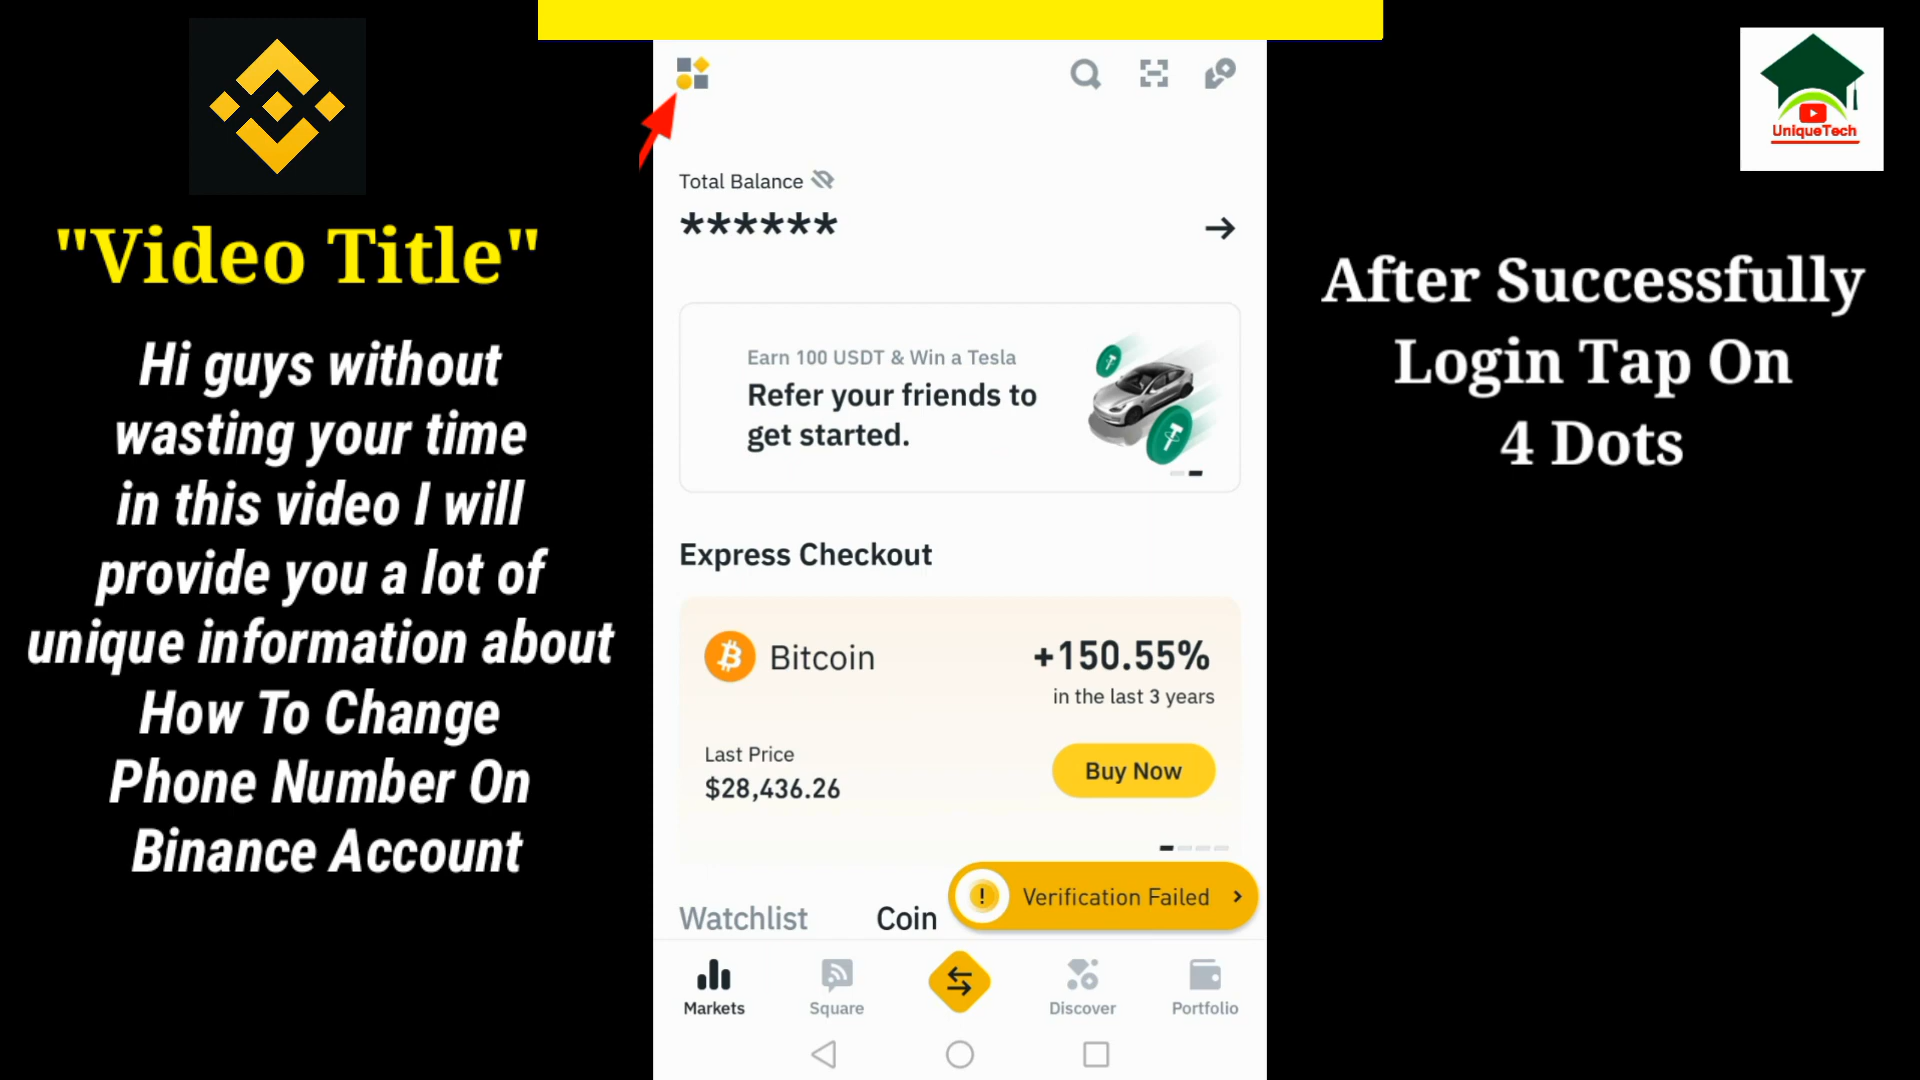 "Video Title"
Hi guys without
wasting your time
in this video I will
provide you a lot of
unique information about
How To Change
Phone Number On
Binance Account
Total Balance
******
Earn 100 USDT & Win a Tesla
Refer your friends to
get started.
Express Checkout
Bitcoin
+150.55%
in the last 3 years
Last Price
$28,436.26
Buy Now
Verification Failed
Watchlist
Coin
Markets
Square
Discover
Portfolio
UniqueTech
After Successfully
Login Tap On
4 Dots